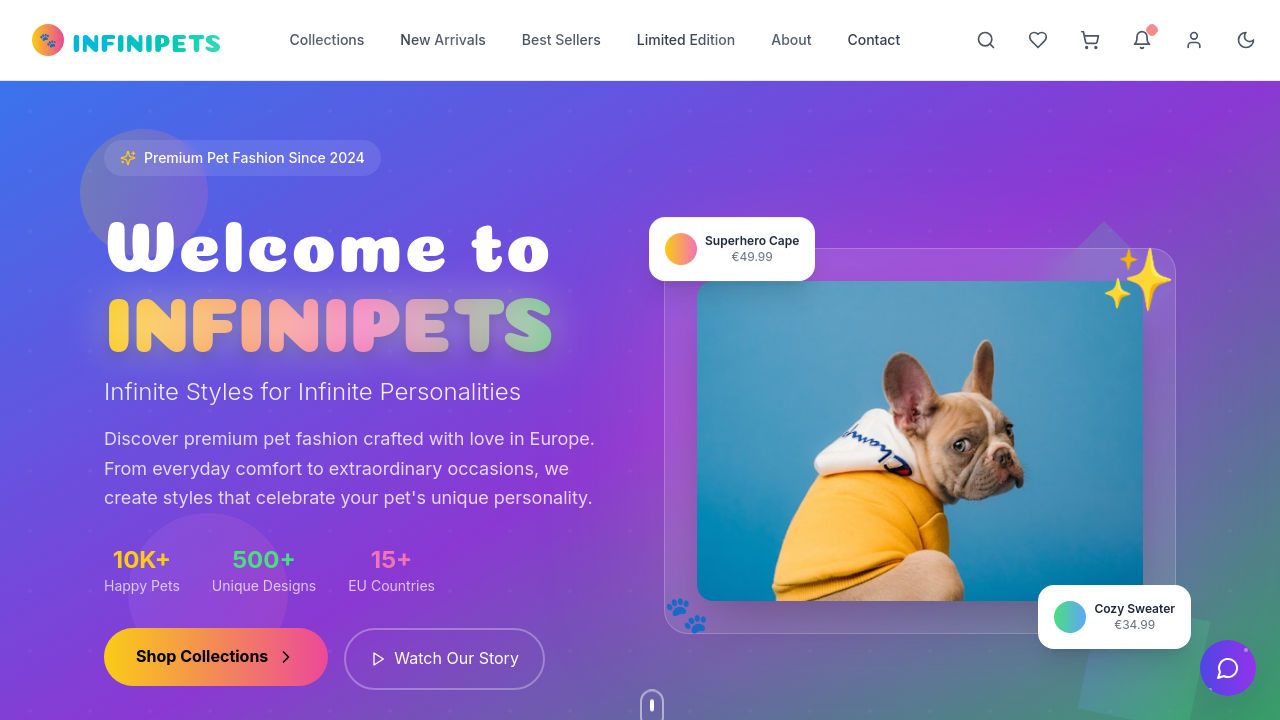 INFINIPETS
Collections
New Arrivals
Best Sellers
Limited Edition
About
Contact
Premium Pet Fashion Since 2024
Welcome to
INFINIPETS
Infinite Styles for Infinite Personalities
Discover premium pet fashion crafted with love in Europe.
From everyday comfort to extraordinary occasions, we
create styles that celebrate your pet's unique personality.
10K+
Happy Pets
500+
Unique Designs
15+
EU Countries
Shop Collections
Watch Our Story
Superhero Cape
€49.99
Champion
Cozy Sweater
€34.99